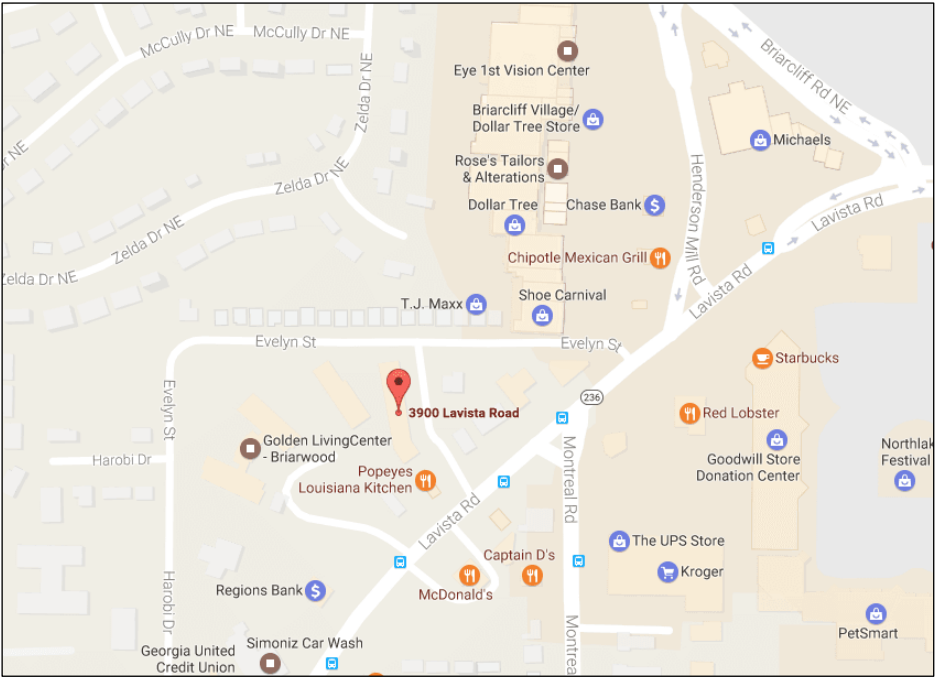 McCully Dr NE
McCully Dr NE
Zelda Dr NE
Eye 1st Vision Center
Briarcliff Rd NE
Briarcliff Village/
Dollar Tree Store
Michaels
r NE
Rose's Tailors
& Alterations
Zelda Dr NE
Henderson Mill Rd
Dollar Tree
Chase Bank
$
Lavista Rd
Zelda Dr NE
Chipotle Mexican Grill
Zelda Dr NE
Lavista Rd
T.J. Maxx
Shoe Carnival
Evelyn St
Evelyn St
Starbucks
Evelyn St
236
3900 Lavista Road
Red Lobster
Golden LivingCenter
- Briarwood
Harobi Dr
Montreal Rd
Goodwill Store
Donation Center
Northlak
Festival
Popeyes
Louisiana Kitchen
Lavista Rd
The UPS Store
Captain D's
Kroger
Regions Bank
$
McDonald's
Harobi Dr
PetSmart
Montrea
Georgia United
Credit Union
Simoniz Car Wash